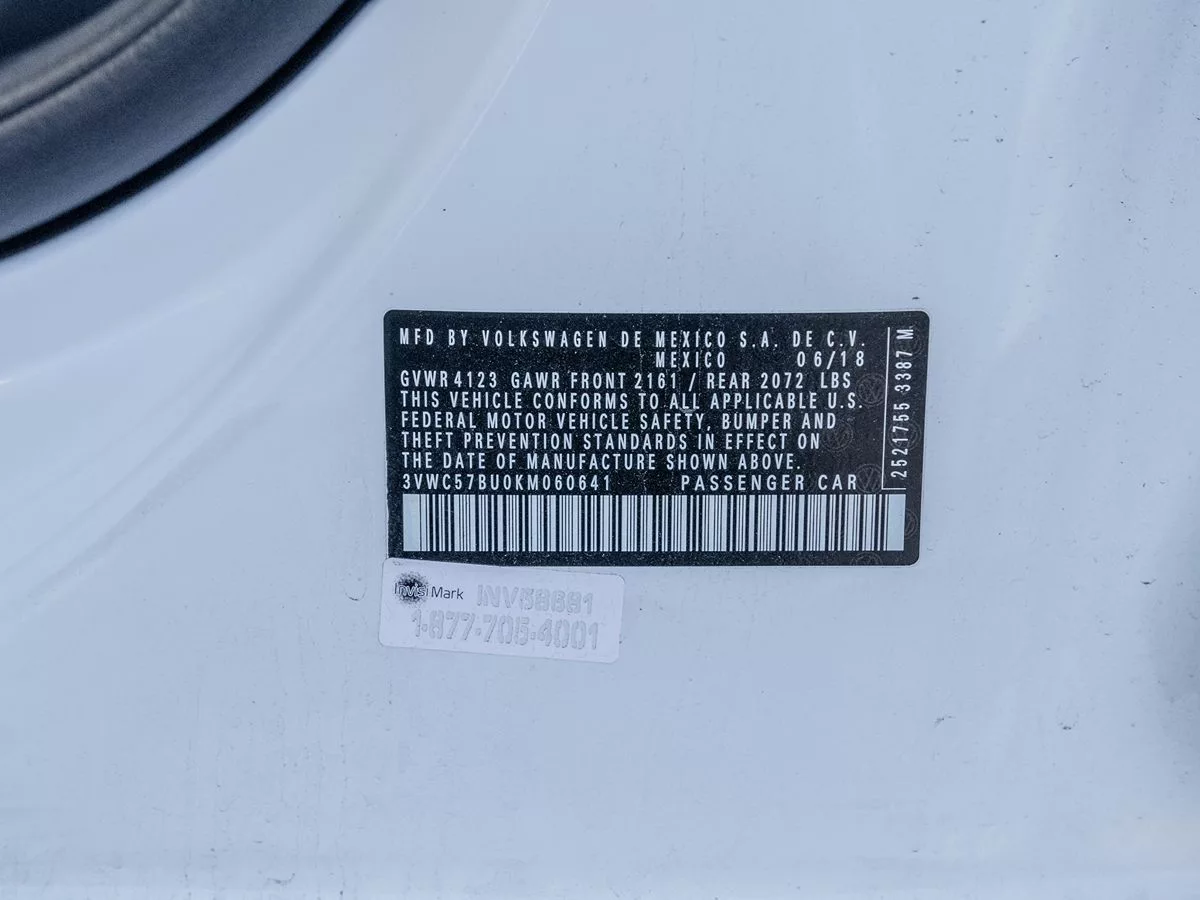 MFD BY VOLKSWAGEN DE MEXICO S.A. DE C.V.
MEXICO 06/18
GVWR 4123 GAWR FRONT 2161 / REAR 2072 LBS
THIS VEHICLE CONFORMS TO ALL APPLICABLE U.S.
FEDERAL MOTOR VEHICLE SAFETY, BUMPER AND
THEFT PREVENTION STANDARDS IN EFFECT ON
THE DATE OF MANUFACTURE SHOWN ABOVE.
3VWC57BU0KM060641 PASSENGER CAR
2521755 3387 M
InvisiMark
1-877-705-4001